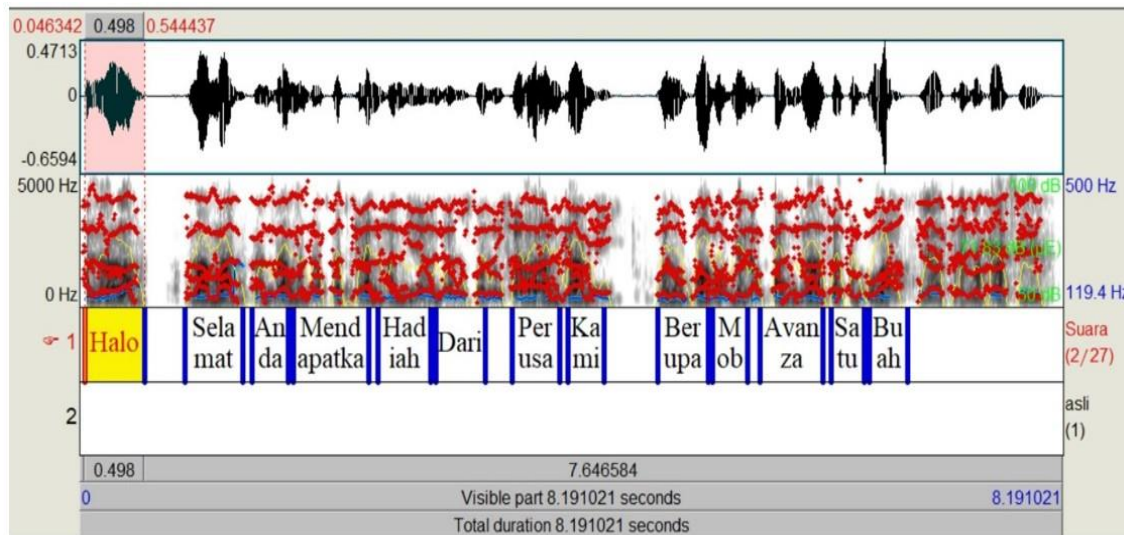 0.046342 0.498 0.544437
0.4713
0
-0.6594
5000 Hz
500 Hz
0 Hz
119.4 Hz
☞ 1
Halo
Sela
mat
An
da
Mend
apatka
Had
iah
Dari
Per
usa
Ka
mi
Ber
upa
M
ob
Avan
za
Sa
tu
Bu
ah
Suara
(2/27)
2
asli
(1)
0.498 7.646584
0 Visible part 8.191021 seconds 8.191021
Total duration 8.191021 seconds